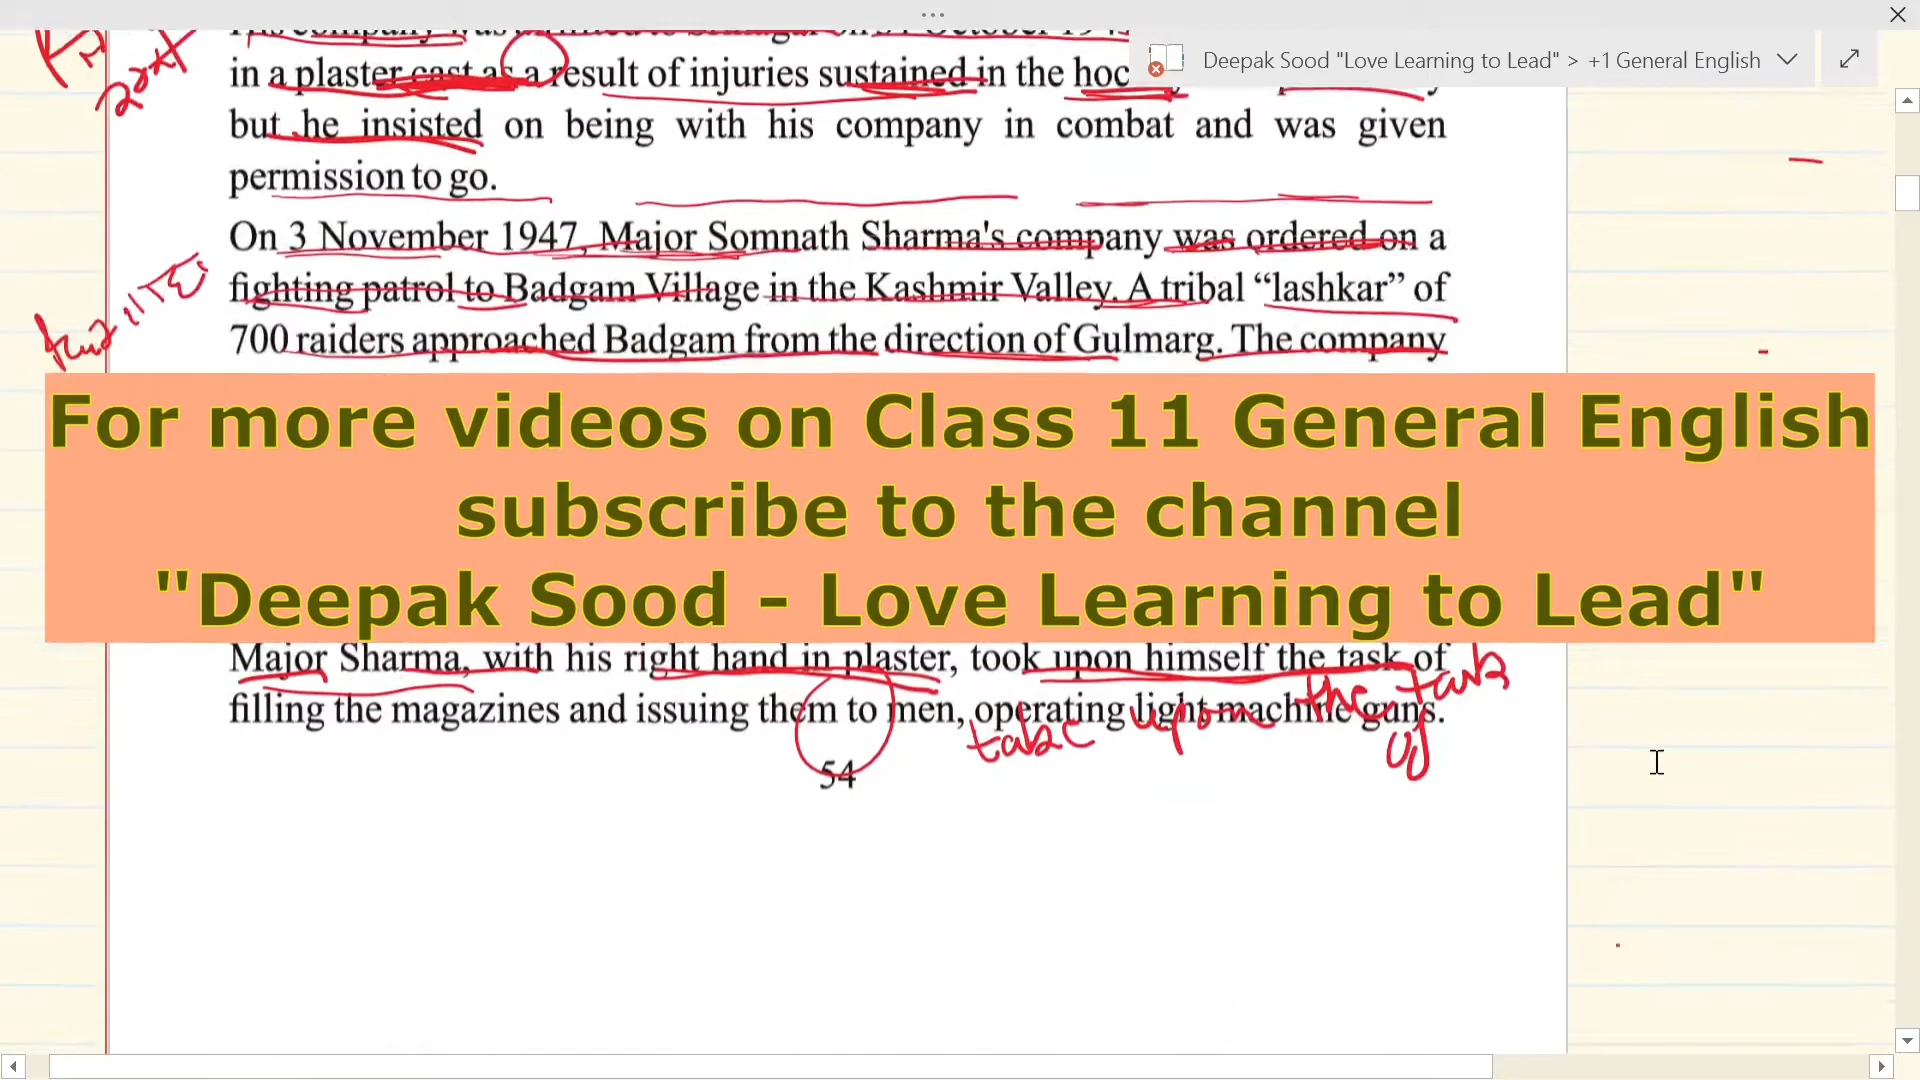 Deepak Sood "Love Learning to Lead" > +1 General English
in a plaster cast as a result of injuries sustained in the hoc
but he insisted on being with his company in combat and was given
permission to go.
On 3 November 1947, Major Somnath Sharma's company was ordered on a
fighting patrol to Badgam Village in the Kashmir Valley. A tribal “lashkar” of
700 raiders approached Badgam from the direction of Gulmarg. The company
For more videos on Class 11 General English
subscribe to the channel
"Deepak Sood - Love Learning to Lead"
Major Sharma, with his right hand in plaster, took upon himself the task of
filling the magazines and issuing them to men, operating light machine guns.
take upon the task
of
54